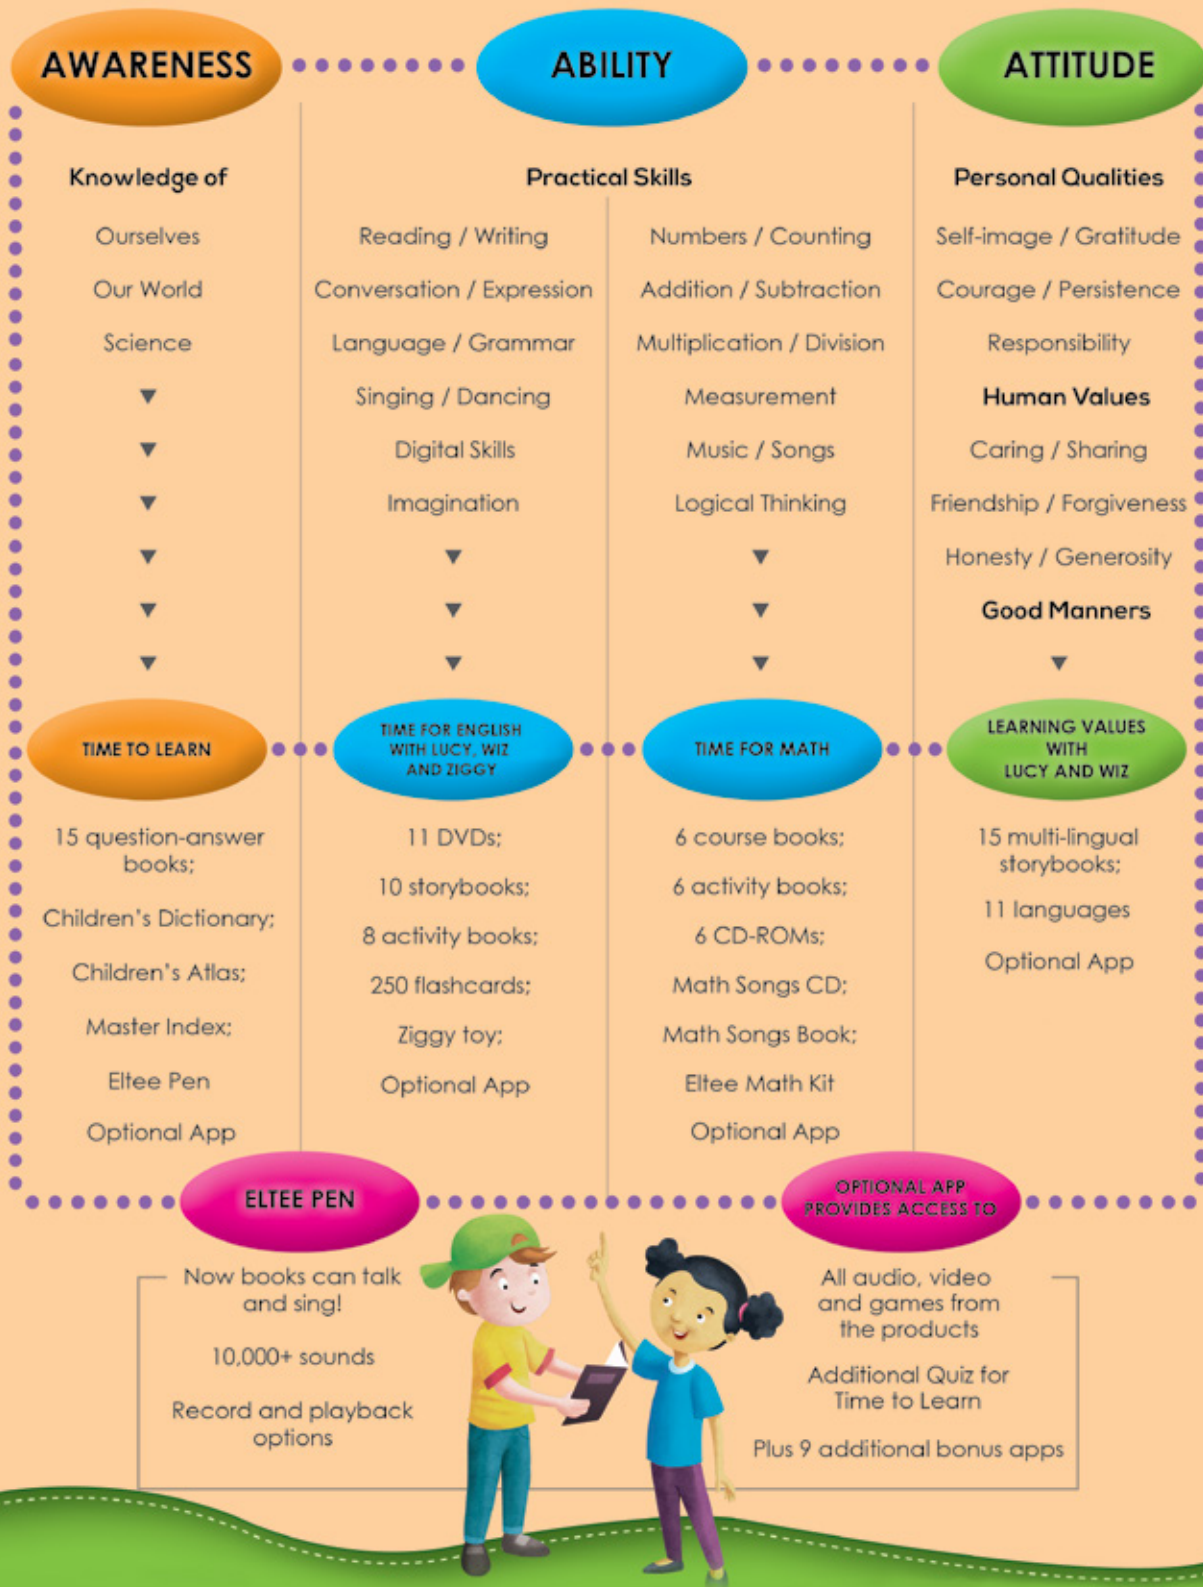 AWARENESS
ABILITY
ATTITUDE
Knowledge of
Ourselves
Our World
Science
Practical Skills
Reading / Writing
Conversation / Expression
Language / Grammar
Singing / Dancing
Digital Skills
Imagination
Numbers / Counting
Addition / Subtraction
Multiplication / Division
Measurement
Music / Songs
Logical Thinking
Personal Qualities
Self-image / Gratitude
Courage / Persistence
Responsibility
Human Values
Caring / Sharing
Friendship / Forgiveness
Honesty / Generosity
Good Manners
TIME TO LEARN
15 question-answer
books;
Children's Dictionary;
Children's Atlas;
Master Index;
Eltee Pen
Optional App
TIME FOR ENGLISH
WITH LUCY, WIZ
AND ZIGGY
11 DVDs;
10 storybooks;
8 activity books;
250 flashcards;
Ziggy toy;
Optional App
TIME FOR MATH
6 course books;
6 activity books;
6 CD-ROMs;
Math Songs CD;
Math Songs Book;
Eltee Math Kit
Optional App
LEARNING VALUES
WITH
LUCY AND WIZ
15 multi-lingual
storybooks;
11 languages
Optional App
ELTEE PEN
Now books can talk
and sing!
10,000+ sounds
Record and playback
options
OPTIONAL APP
PROVIDES ACCESS TO
All audio, video
and games from
the products
Additional Quiz for
Time to Learn
Plus 9 additional bonus apps